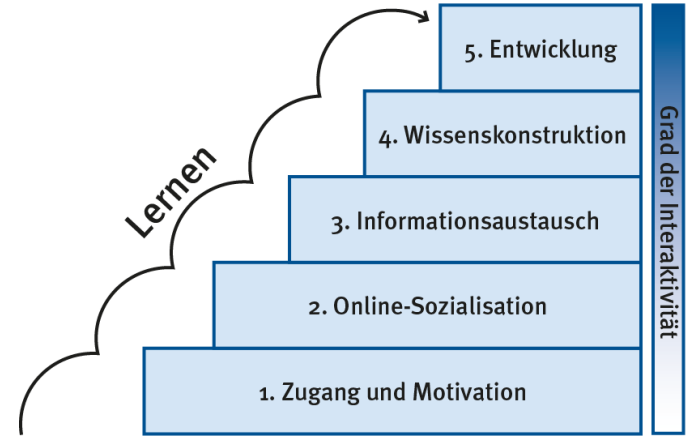 5. Entwicklung
4. Wissenskonstruktion
3. Informationsaustausch
2. Online-Sozialisation
1. Zugang und Motivation
Lernen
Grad der Interaktivität